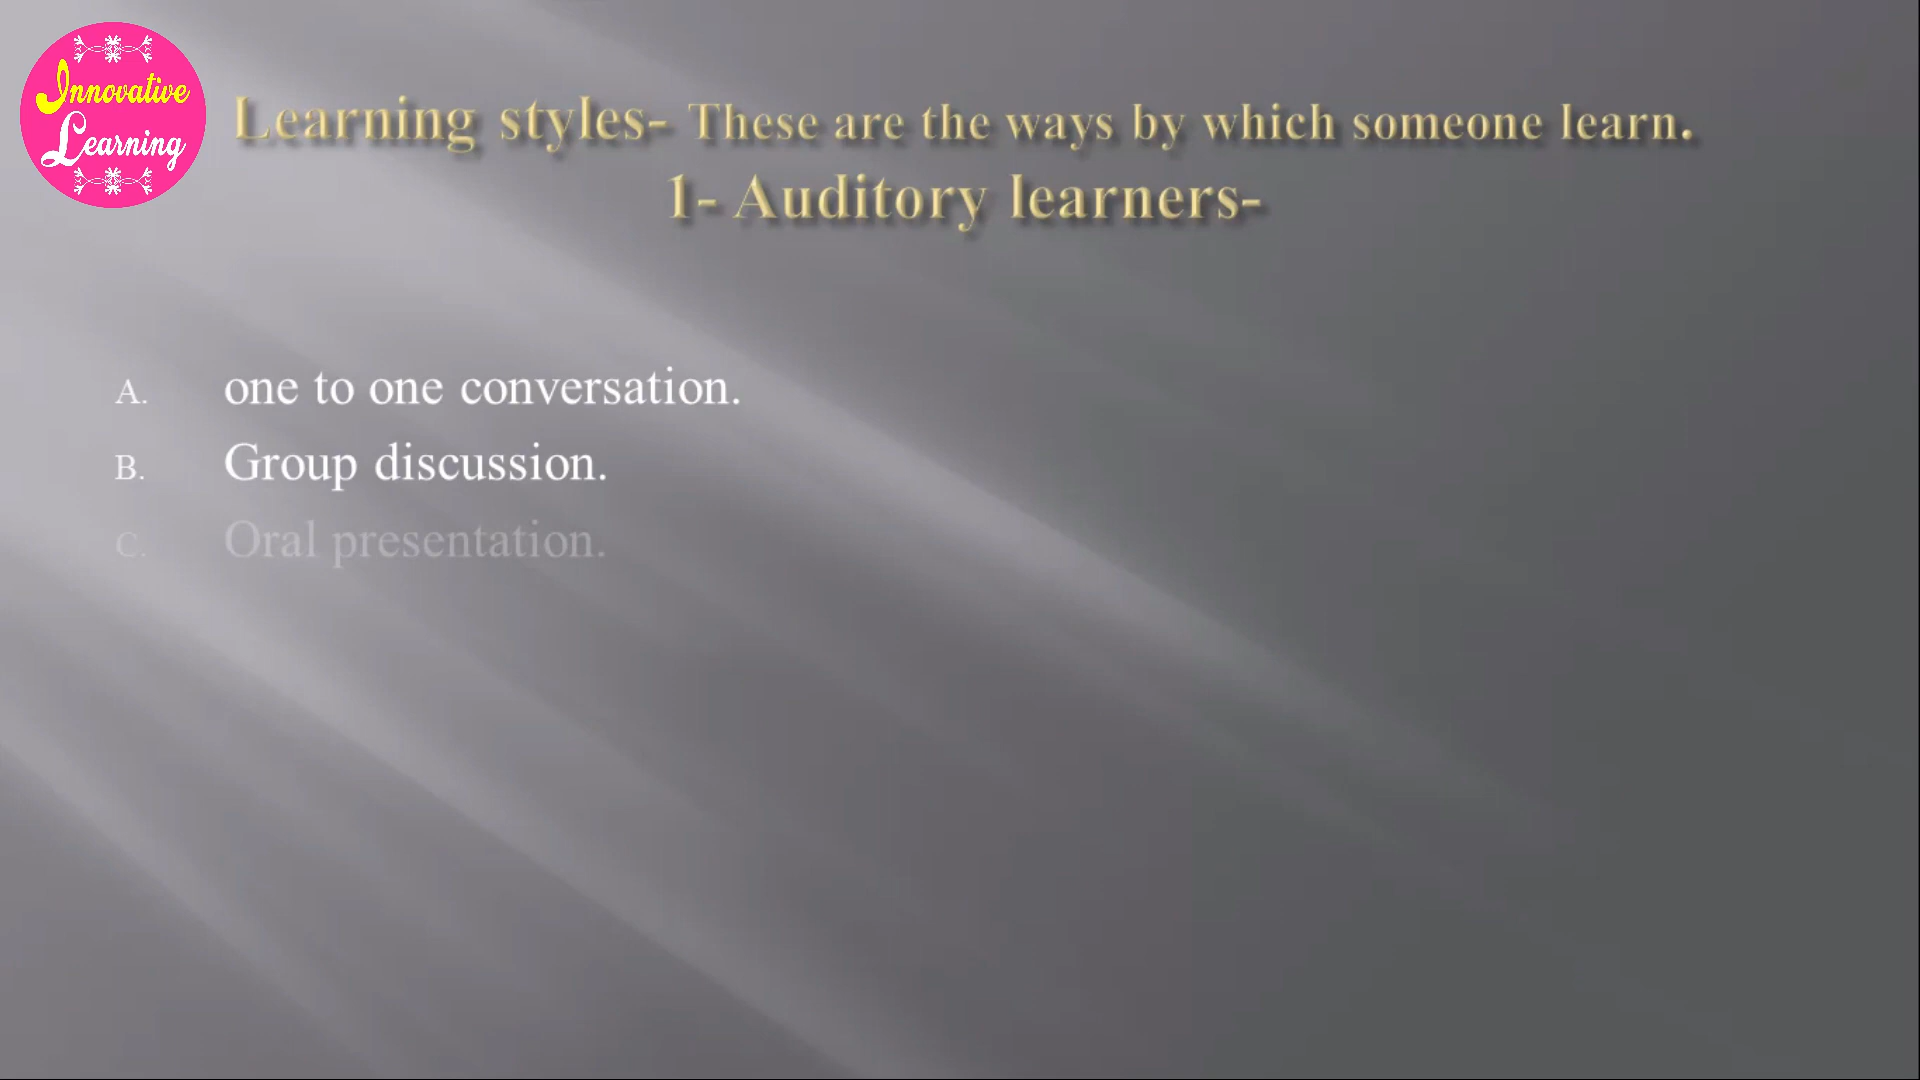 Innovative
Learning
Learning styles- These are the ways by which someone learn.
1- Auditory learners-
A. one to one conversation.
B. Group discussion.
C. Oral presentation.